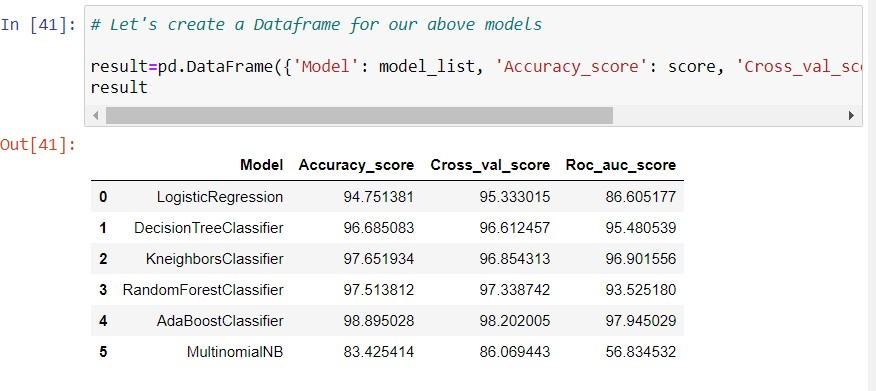 In [41]: # Let's create a Dataframe for our above models
result=pd.DataFrame({'Model': model_list, 'Accuracy_score': score, 'Cross_val_sco
result
Out[41]:
Model Accuracy_score Cross_val_score Roc_auc_score
0 LogisticRegression 94.751381 95.333015 86.605177
1 DecisionTreeClassifier 96.685083 96.612457 95.480539
2 KneighborsClassifier 97.651934 96.854313 96.901556
3 RandomForestClassifier 97.513812 97.338742 93.525180
4 AdaBoostClassifier 98.895028 98.202005 97.945029
5 MultinomialNB 83.425414 86.069443 56.834532